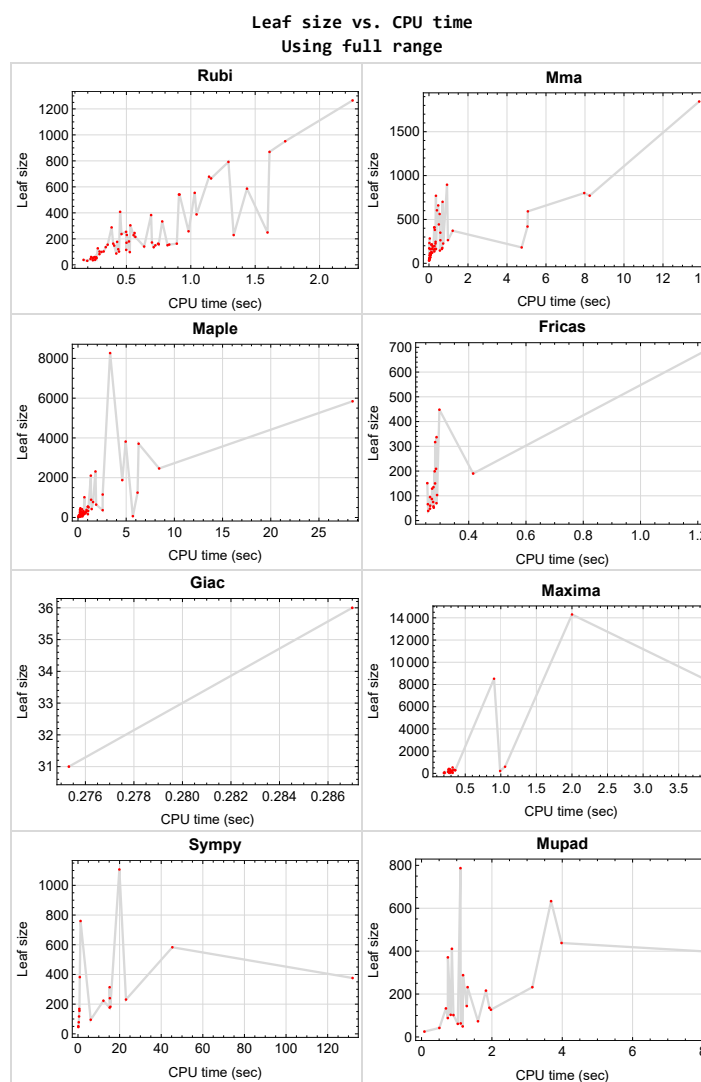 Leaf size vs. CPU time
Using full range
Rubi
Leaf size
1200
1000
800
600
400
200
0
0.5 1.0 1.5 2.0
CPU time (sec)
Mma
Leaf size
1500
1000
500
0
0 2 4 6 8 10 12
CPU time (sec)
Maple
Leaf size
8000
6000
4000
2000
0
0 5 10 15 20 25
CPU time (sec)
Fricas
Leaf size
700
600
500
400
300
200
100
0
0.4 0.6 0.8 1.0
CPU time (sec)
Giac
Leaf size
36
35
34
33
32
31
0.276 0.278 0.280 0.282 0.284 0.286
CPU time (sec)
Maxima
Leaf size
14000
12000
10000
8000
6000
4000
2000
0
0.5 1.0 1.5 2.0 2.5 3.0 3.5
CPU time (sec)
Sympy
Leaf size
1000
800
600
400
200
0
0 20 40 60 80 100 120
CPU time (sec)
Mupad
Leaf size
800
600
400
200
0
0 2 4 6 8
CPU time (sec)